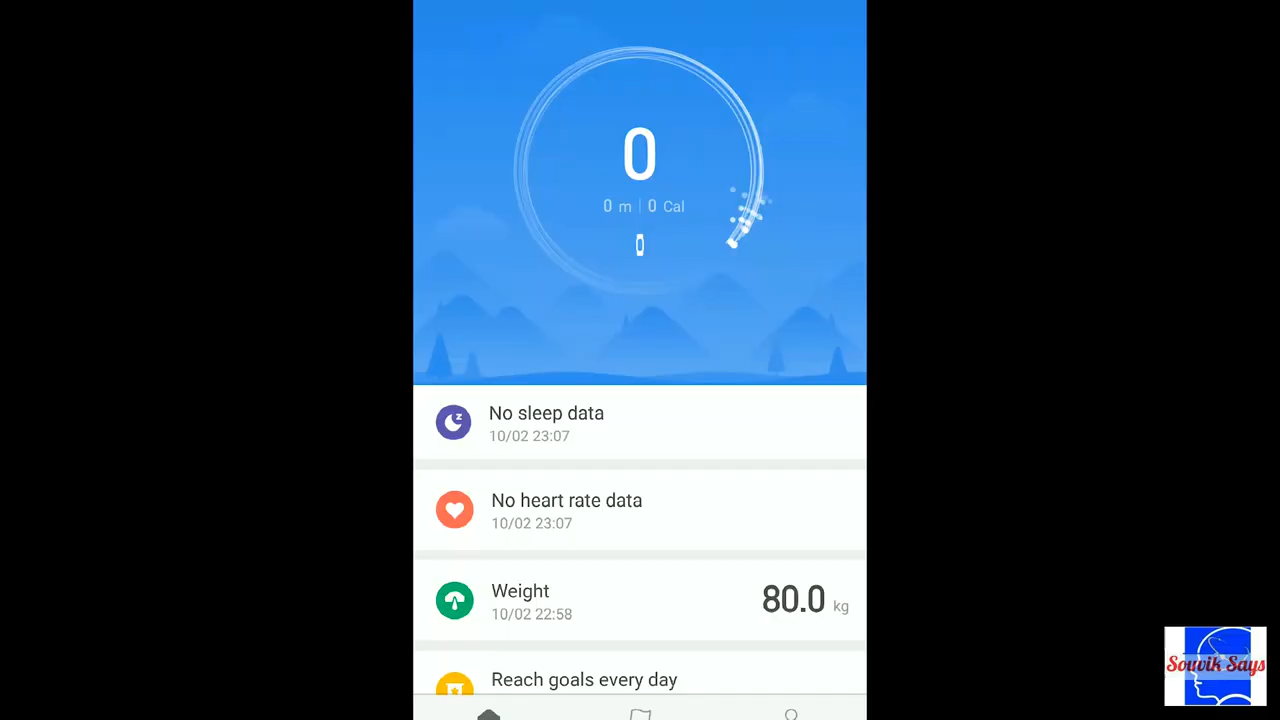 0
0 m | 0 Cal
No sleep data
10/02 23:07
No heart rate data
10/02 23:07
Weight
10/02 22:58
80.0 kg
Reach goals every day
Souvik Says